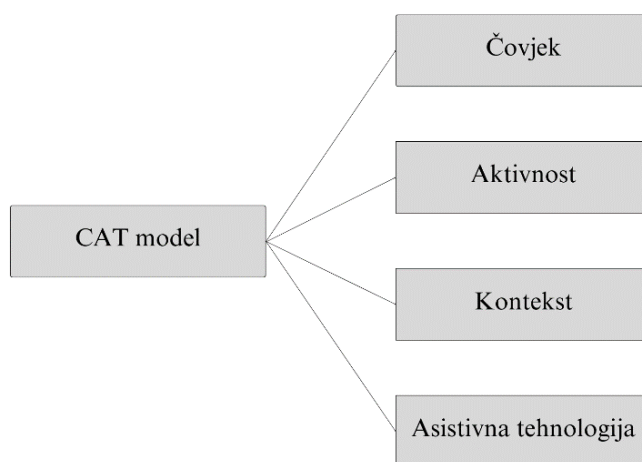 Čovjek
Aktivnost
CAT model
Kontekst
Asistivna tehnologija